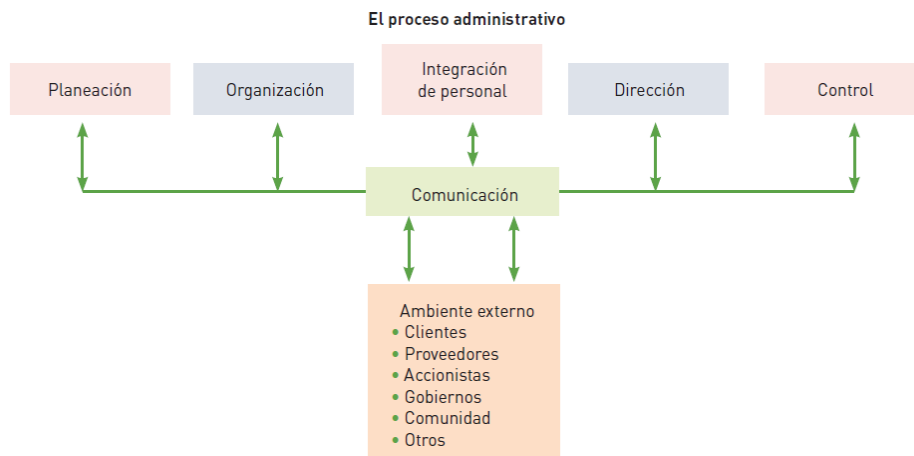 El proceso administrativo
Planeación
Organización
Integración
de personal
Dirección
Control
Comunicación
Ambiente externo
• Clientes
• Proveedores
• Accionistas
• Gobiernos
• Comunidad
• Otros